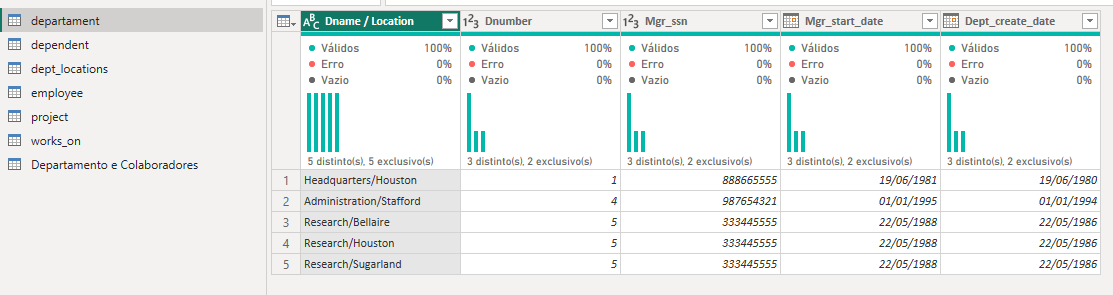 departament
dependent
dept_locations
employee
project
works_on
Departamento e Colaboradores
ABC Dname / Location 123 Dnumber 123 Mgr_ssn Mgr_start_date Dept_create_date
Válidos 100% Válidos 100% Válidos 100% Válidos 100% Válidos 100%
Erro 0% Erro 0% Erro 0% Erro 0% Erro 0%
Vazio 0% Vazio 0% Vazio 0% Vazio 0% Vazio 0%
5 distinto(s), 5 exclusivo(s) 3 distinto(s), 2 exclusivo(s) 3 distinto(s), 2 exclusivo(s) 3 distinto(s), 2 exclusivo(s) 3 distinto(s), 2 exclusivo(s)
1 Headquarters/Houston 1 888665555 19/06/1981 19/06/1980
2 Administration/Stafford 4 987654321 01/01/1995 01/01/1994
3 Research/Bellaire 5 333445555 22/05/1988 22/05/1986
4 Research/Houston 5 333445555 22/05/1988 22/05/1986
5 Research/Sugarland 5 333445555 22/05/1988 22/05/1986